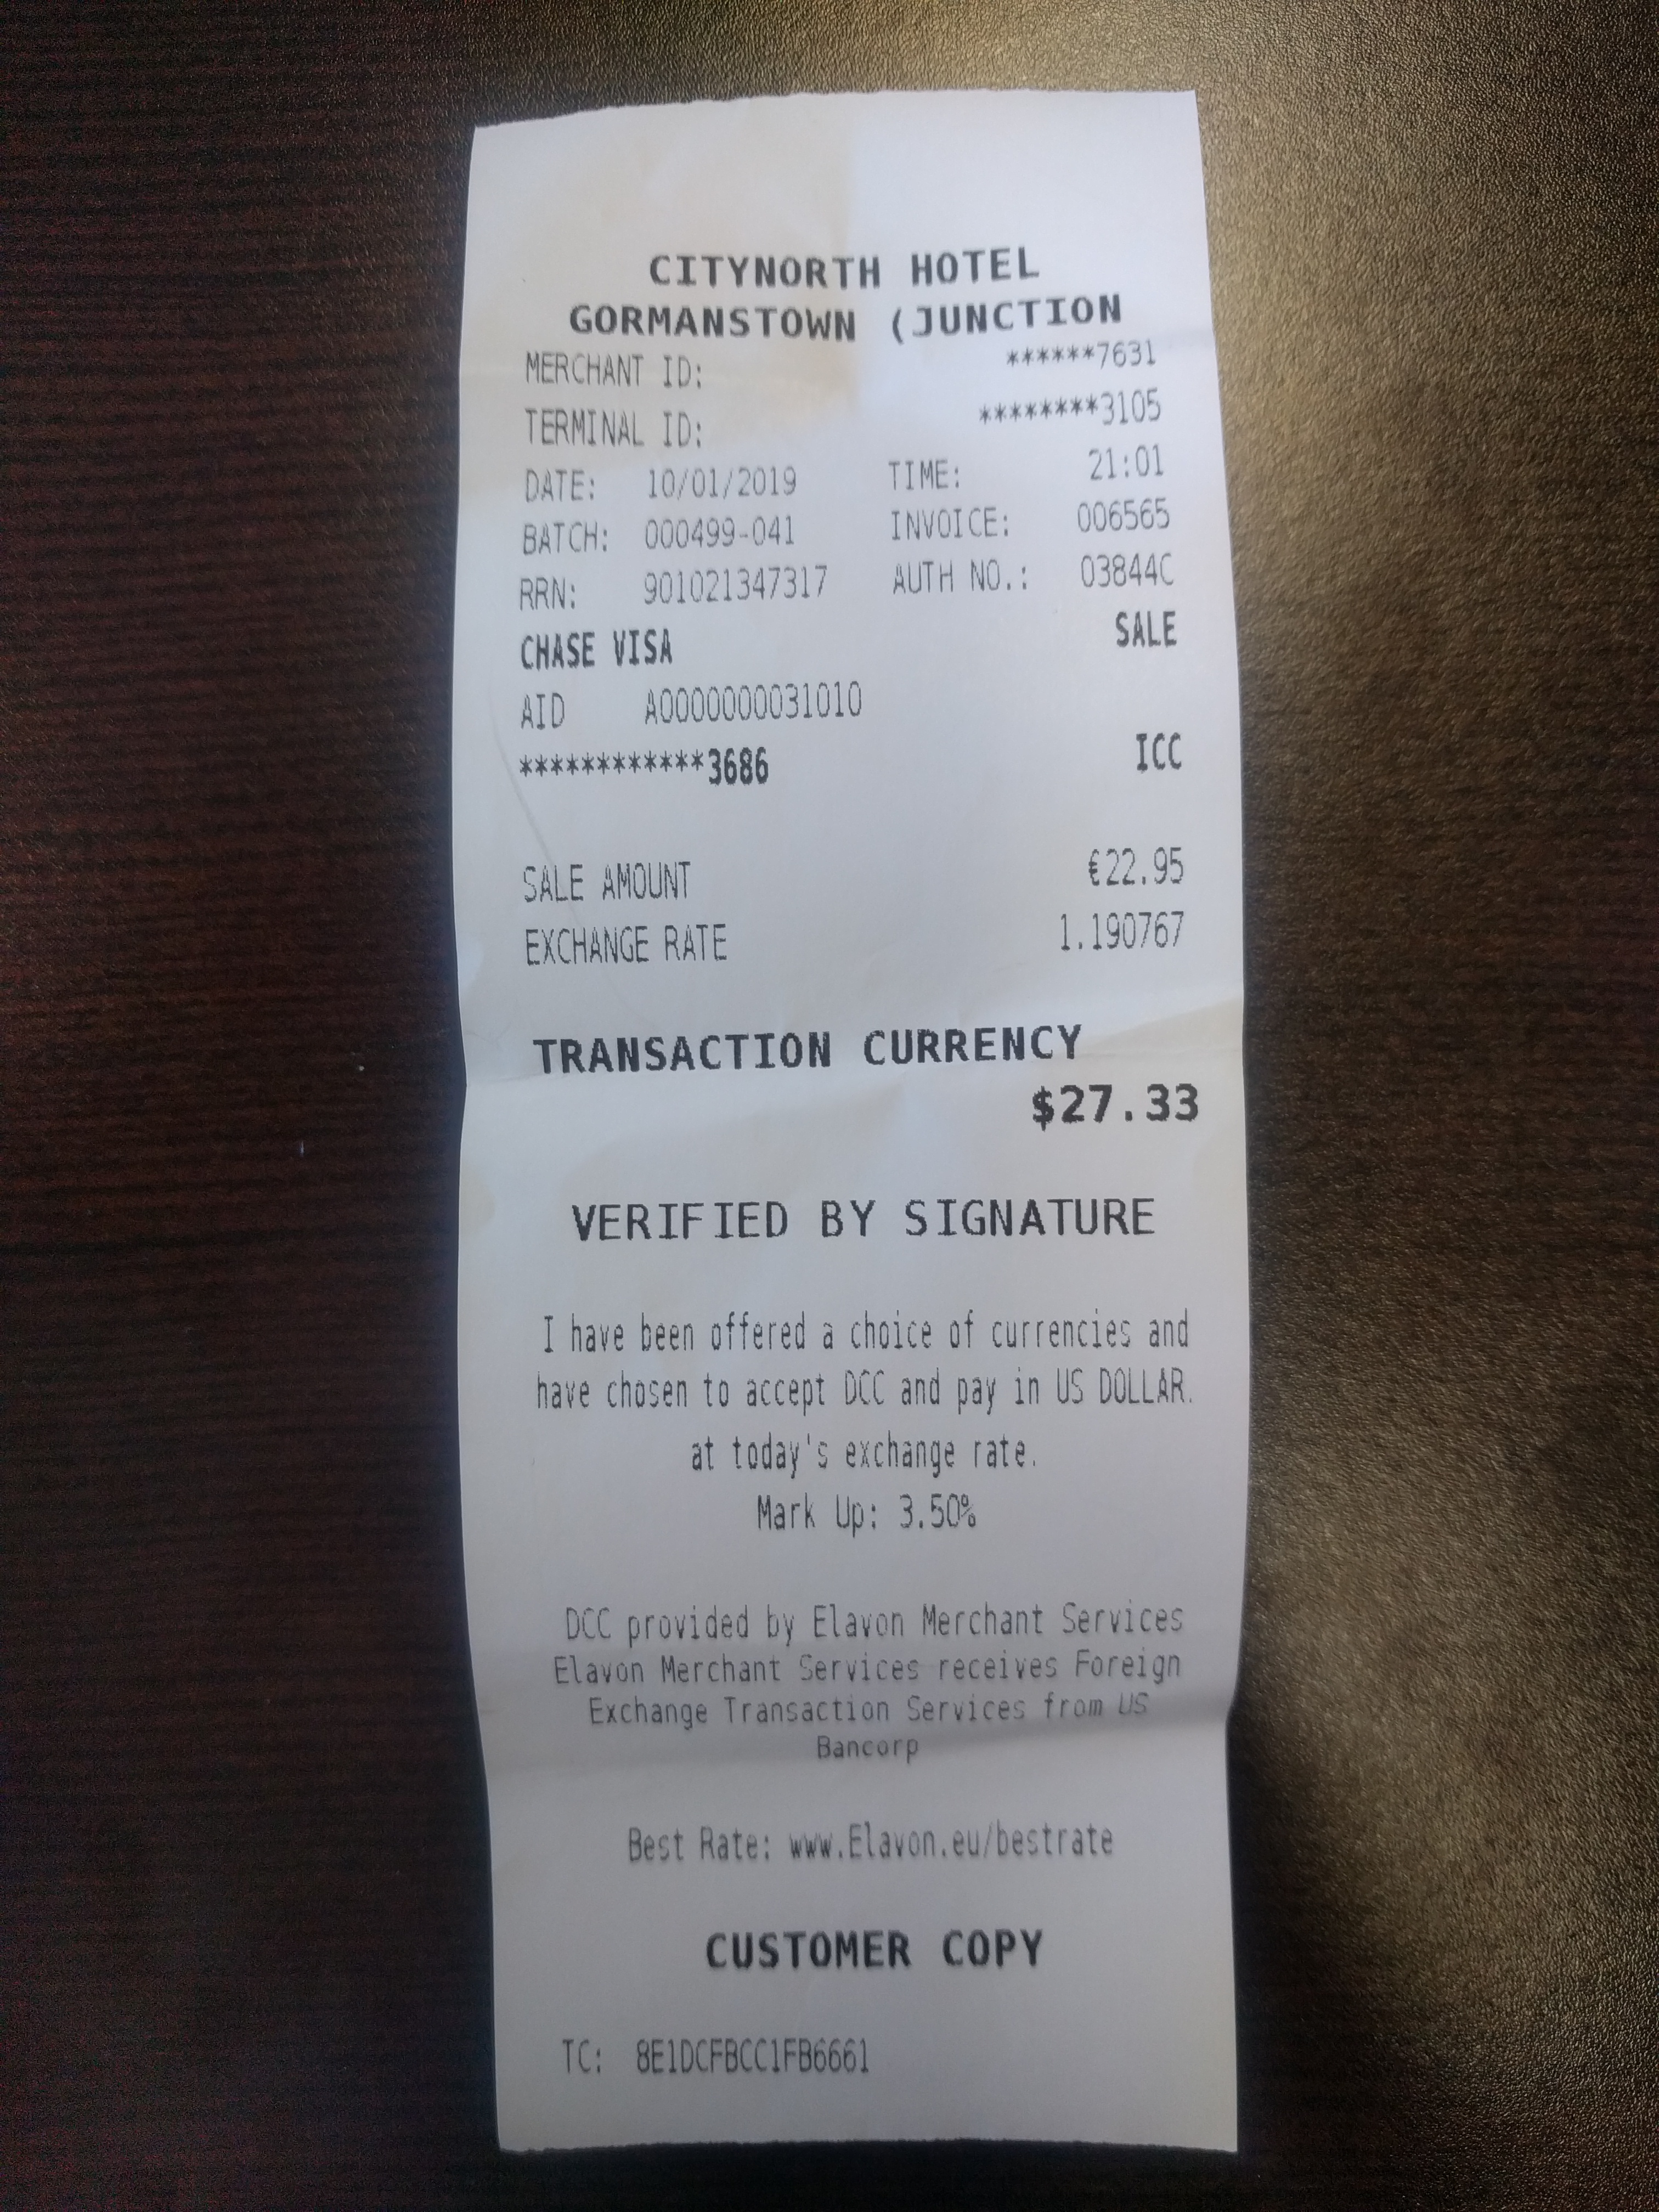 CITYNORTH HOTEL
GORMANSTOWN (JUNCTION
MERCHANT ID: ******7631
TERMINAL ID: ********3105
DATE: 10/01/2019 TIME: 21:01
BATCH: 000499-041 INVOICE: 006565
RRN: 901021347317 AUTH NO.: 03844C
CHASE VISA SALE
AID A0000000031010
************3686 ICC
SALE AMOUNT €22.95
EXCHANGE RATE 1.190767
TRANSACTION CURRENCY
$27.33
VERIFIED BY SIGNATURE
I have been offered a choice of currencies and
have chosen to accept DCC and pay in US DOLLAR.
at today's exchange rate.
Mark Up: 3.50%
DCC provided by Elavon Merchant Services
Elavon Merchant Services receives Foreign
Exchange Transaction Services from US
Bancorp
Best Rate: www.Elavon.eu/bestrate
CUSTOMER COPY
TC: 8E1DCFBCC1FB6661